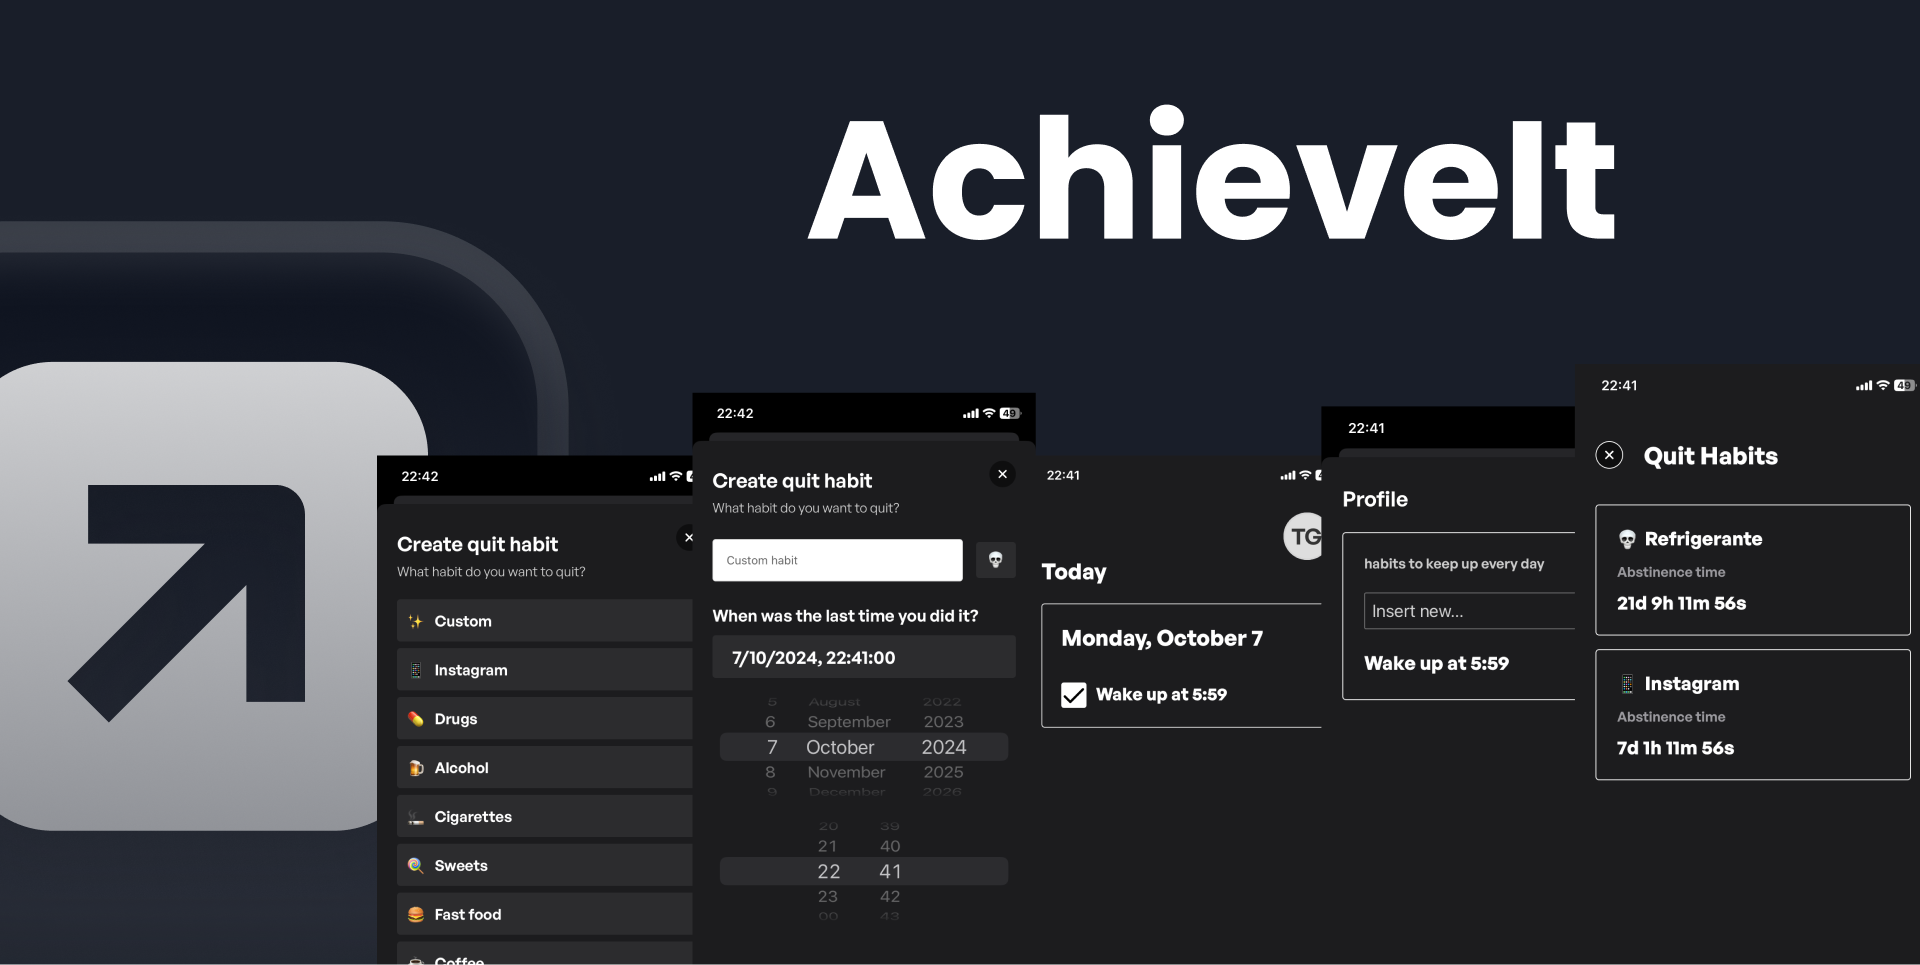 AchieveIt
22:42
Create quit habit
What habit do you want to quit?
Custom
Instagram
Drugs
Alcohol
Cigarettes
Sweets
Fast food
Coffee
22:42
49
Create quit habit
What habit do you want to quit?
Custom habit
When was the last time you did it?
7/10/2024, 22:41:00
5 August 2022
6 September 2023
7 October 2024
8 November 2025
9 December 2026
20 39
21 40
22 41
23 42
00 43
22:41
TG
Today
Monday, October 7
Wake up at 5:59
22:41
Profile
habits to keep up every day
Insert new...
Wake up at 5:59
22:41
49
Quit Habits
Refrigerante
Abstinence time
21d 9h 11m 56s
Instagram
Abstinence time
7d 1h 11m 56s